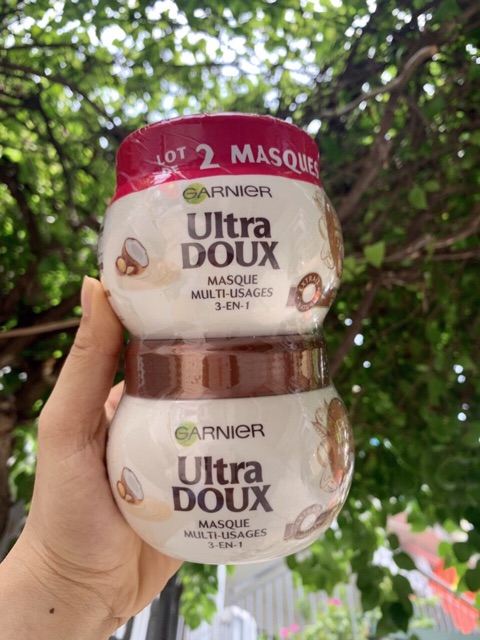 LOT DE 2 MASQUES
GARNIER
Ultra
DOUX
MASQUE
MULTI-USAGES
3-EN-1
GARNIER
Ultra
DOUX
MASQUE
MULTI-USAGES
3-EN-1